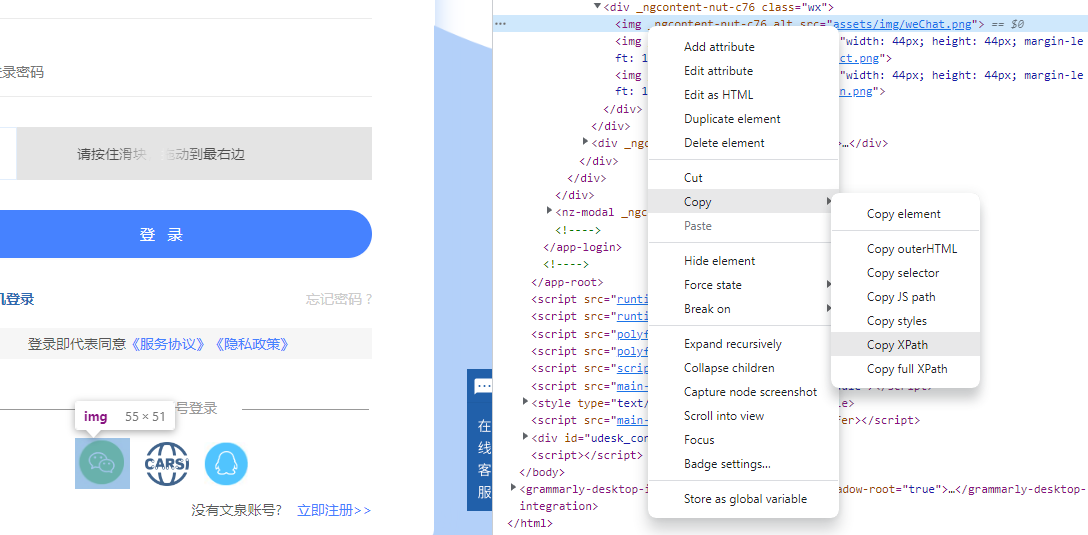 录密码
请按住滑块
动到最右边
登 录
机登录
忘记密码 ?
登录即代表同意《服务协议》《隐私政策》
号登录
img 55 × 51
CARSI
没有文泉账号? 立即注册>>
在
线
客
服
<div _ngcontent-nut-c76 class="wx">
<img _ngcontent-nut-c76 alt src="assets/img/weChat.png"> == $0
<img "width: 44px; height: 44px; margin-le
ft: 1 ct.png">
<img "width: 44px; height: 44px; margin-le
ft: 1 n.png">
</div>
</div>
<div _ng >…</div>
</div>
</div>
</div>
<nz-modal _ngc
<!---->
</app-login>
<!---->
</app-root>
<script src="runti
<script src="runti
<script src="polyf
<script src="polyf
<script src="scrip
<script src="main-
<style type="text/ le>
<script src="main- fer></script>
<div id="udesk_con
<script></script>
</body>
<grammarly-desktop-i adow-root="true">…</grammarly-desktop-
integration>
</html>
Add attribute
Edit attribute
Edit as HTML
Duplicate element
Delete element
Cut
Copy
Paste
Hide element
Force state
Break on
Expand recursively
Collapse children
Capture node screenshot
Scroll into view
Focus
Badge settings...
Store as global variable
Copy element
Copy outerHTML
Copy selector
Copy JS path
Copy styles
Copy XPath
Copy full XPath